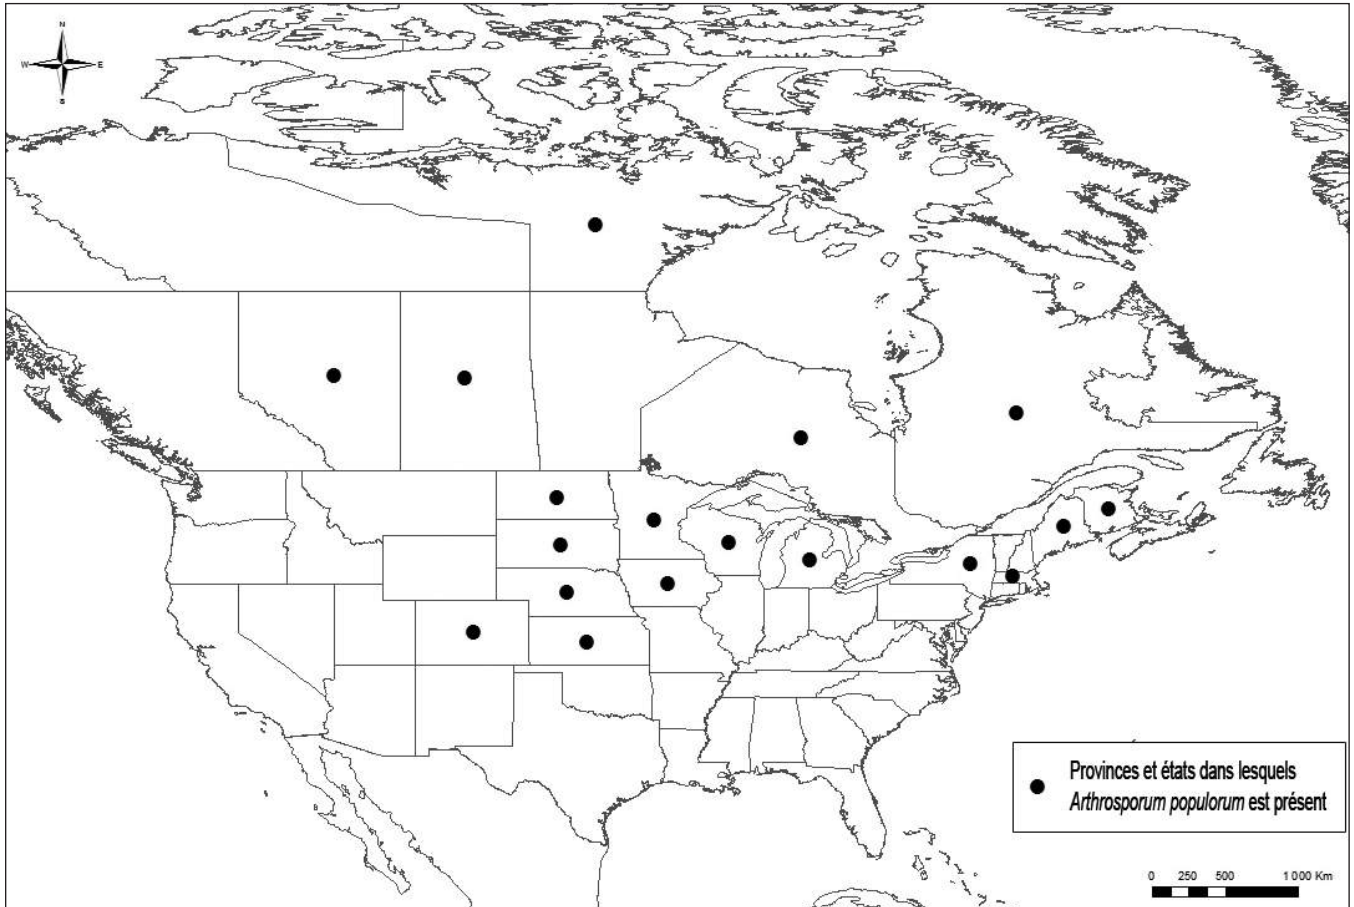 N
W E
S
Provinces et états dans lesquels
Arthrosporum populorum est présent
0 250 500 1 000 Km